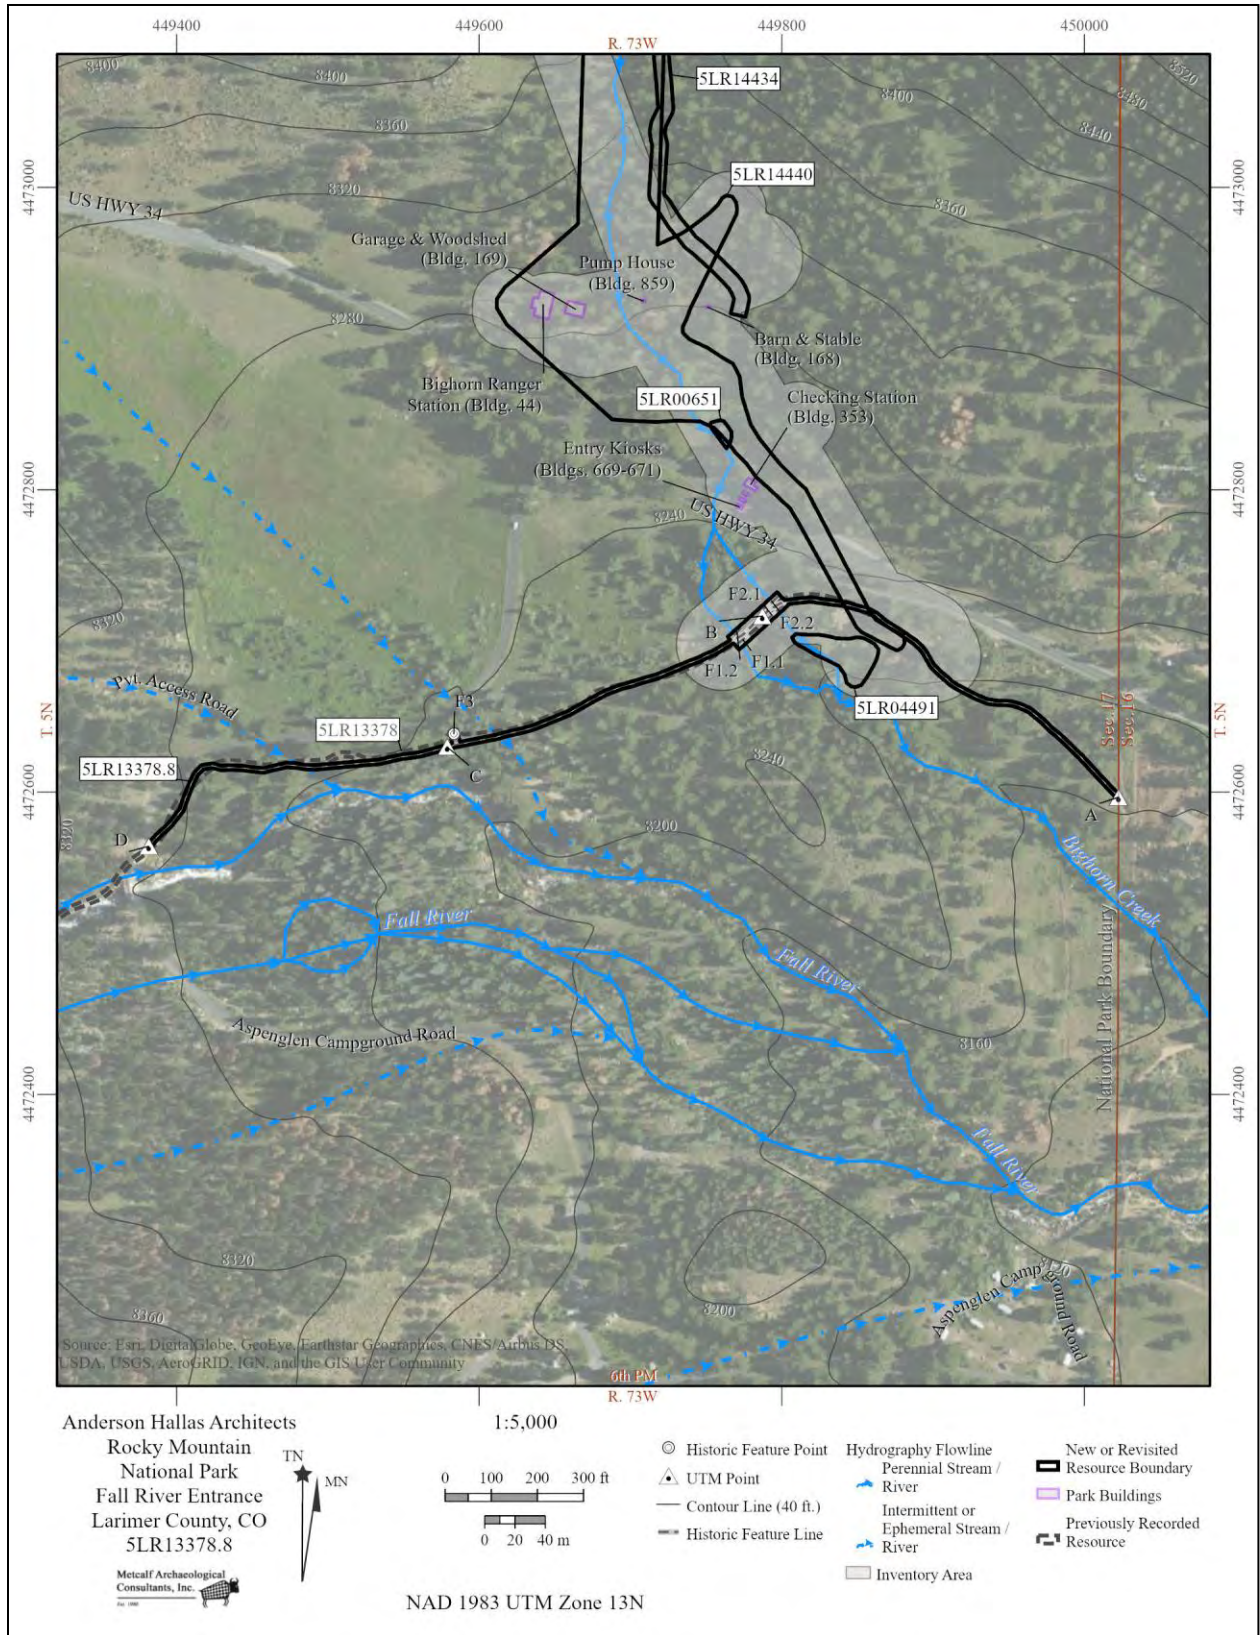 449400
449600
449800
450000
R. 73W
8400
8400
5LR14434
8400
8520
8480
8440
8360
4473000
8320
US HWY 34
5LR14440
8360
4473000
Garage & Woodshed
(Bldg. 169)
Pump House
(Bldg. 859)
8280
Barn & Stable
(Bldg. 168)
Bighorn Ranger
Station (Bldg. 44)
5LR00651
Checking Station
(Bldg. 353)
Entry Kiosks
(Bldgs. 669-671)
4472800
8240
US HWY 34
4472800
8320
F2.1
B
F2.2
F1.1
F1.2
Pvt. Access Road
F3
5LR04491
T. 5N
Sec.17
Sec.16
T. 5N
5LR13378
5LR13378.8
C
8240
4472600
A
4472600
D
8320
8200
Bighorn Creek
Fall River
Fall River
National Park Boundary
Aspenglen Campground Road
8160
4472400
4472400
Fall River
8320
8120
8360
8200
Aspenglen Campground Road
Source: Esri, DigitalGlobe, GeoEye, Earthstar Geographics, CNES/Airbus DS,
USDA, USGS, AeroGRID, IGN, and the GIS User Community
6th PM
R. 73W
Anderson Hallas Architects
Rocky Mountain
National Park
Fall River Entrance
Larimer County, CO
5LR13378.8
Metcalf Archaeological
Consultants, Inc.
Est. 1980
TN
MN
1:5,000
0 100 200 300 ft
0 20 40 m
NAD 1983 UTM Zone 13N
Historic Feature Point
UTM Point
Contour Line (40 ft.)
Historic Feature Line
Hydrography Flowline
Perennial Stream /
River
Intermittent or
Ephemeral Stream /
River
Inventory Area
New or Revisited
Resource Boundary
Park Buildings
Previously Recorded
Resource